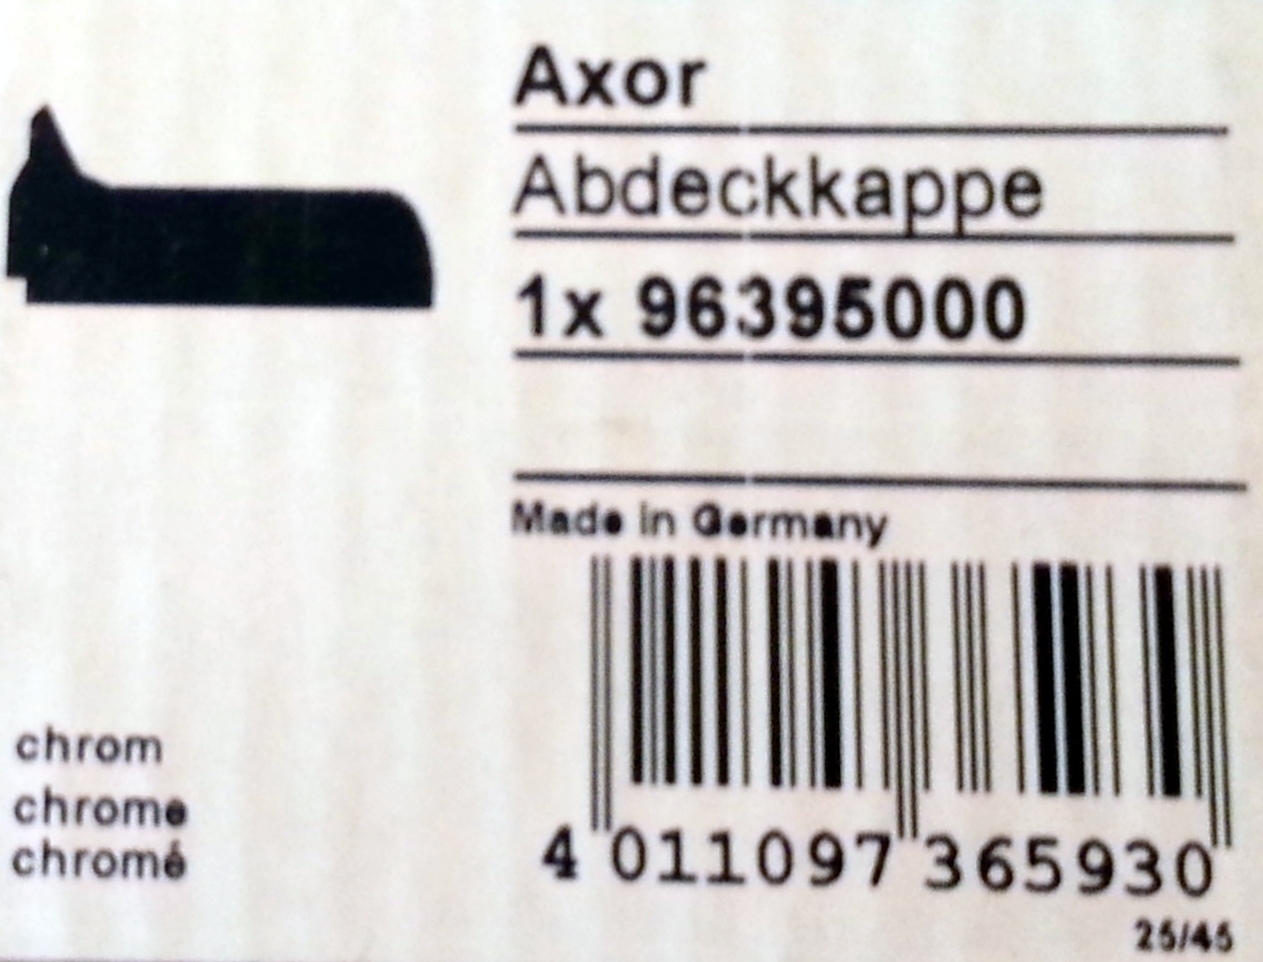 Axor
Abdeckkappe
1x 96395000
Made in Germany
chrom
chrome
chromé
4 011097 365930
25/45